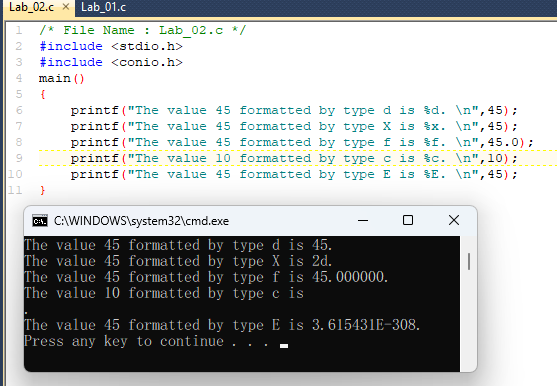 Lab_02.c × Lab_01.c
1 /* File Name : Lab_02.c */
2 #include <stdio.h>
3 #include <conio.h>
4 main()
5 {
6 printf("The value 45 formatted by type d is %d. \n",45);
7 printf("The value 45 formatted by type X is %x. \n",45);
8 printf("The value 45 formatted by type f is %f. \n",45.0);
9 printf("The value 10 formatted by type c is %c. \n",10);
10 printf("The value 45 formatted by type E is %E. \n",45);
11 }
C:\WINDOWS\system32\cmd.exe
The value 45 formatted by type d is 45.
The value 45 formatted by type X is 2d.
The value 45 formatted by type f is 45.000000.
The value 10 formatted by type c is
.
The value 45 formatted by type E is 3.615431E-308.
Press any key to continue . . .